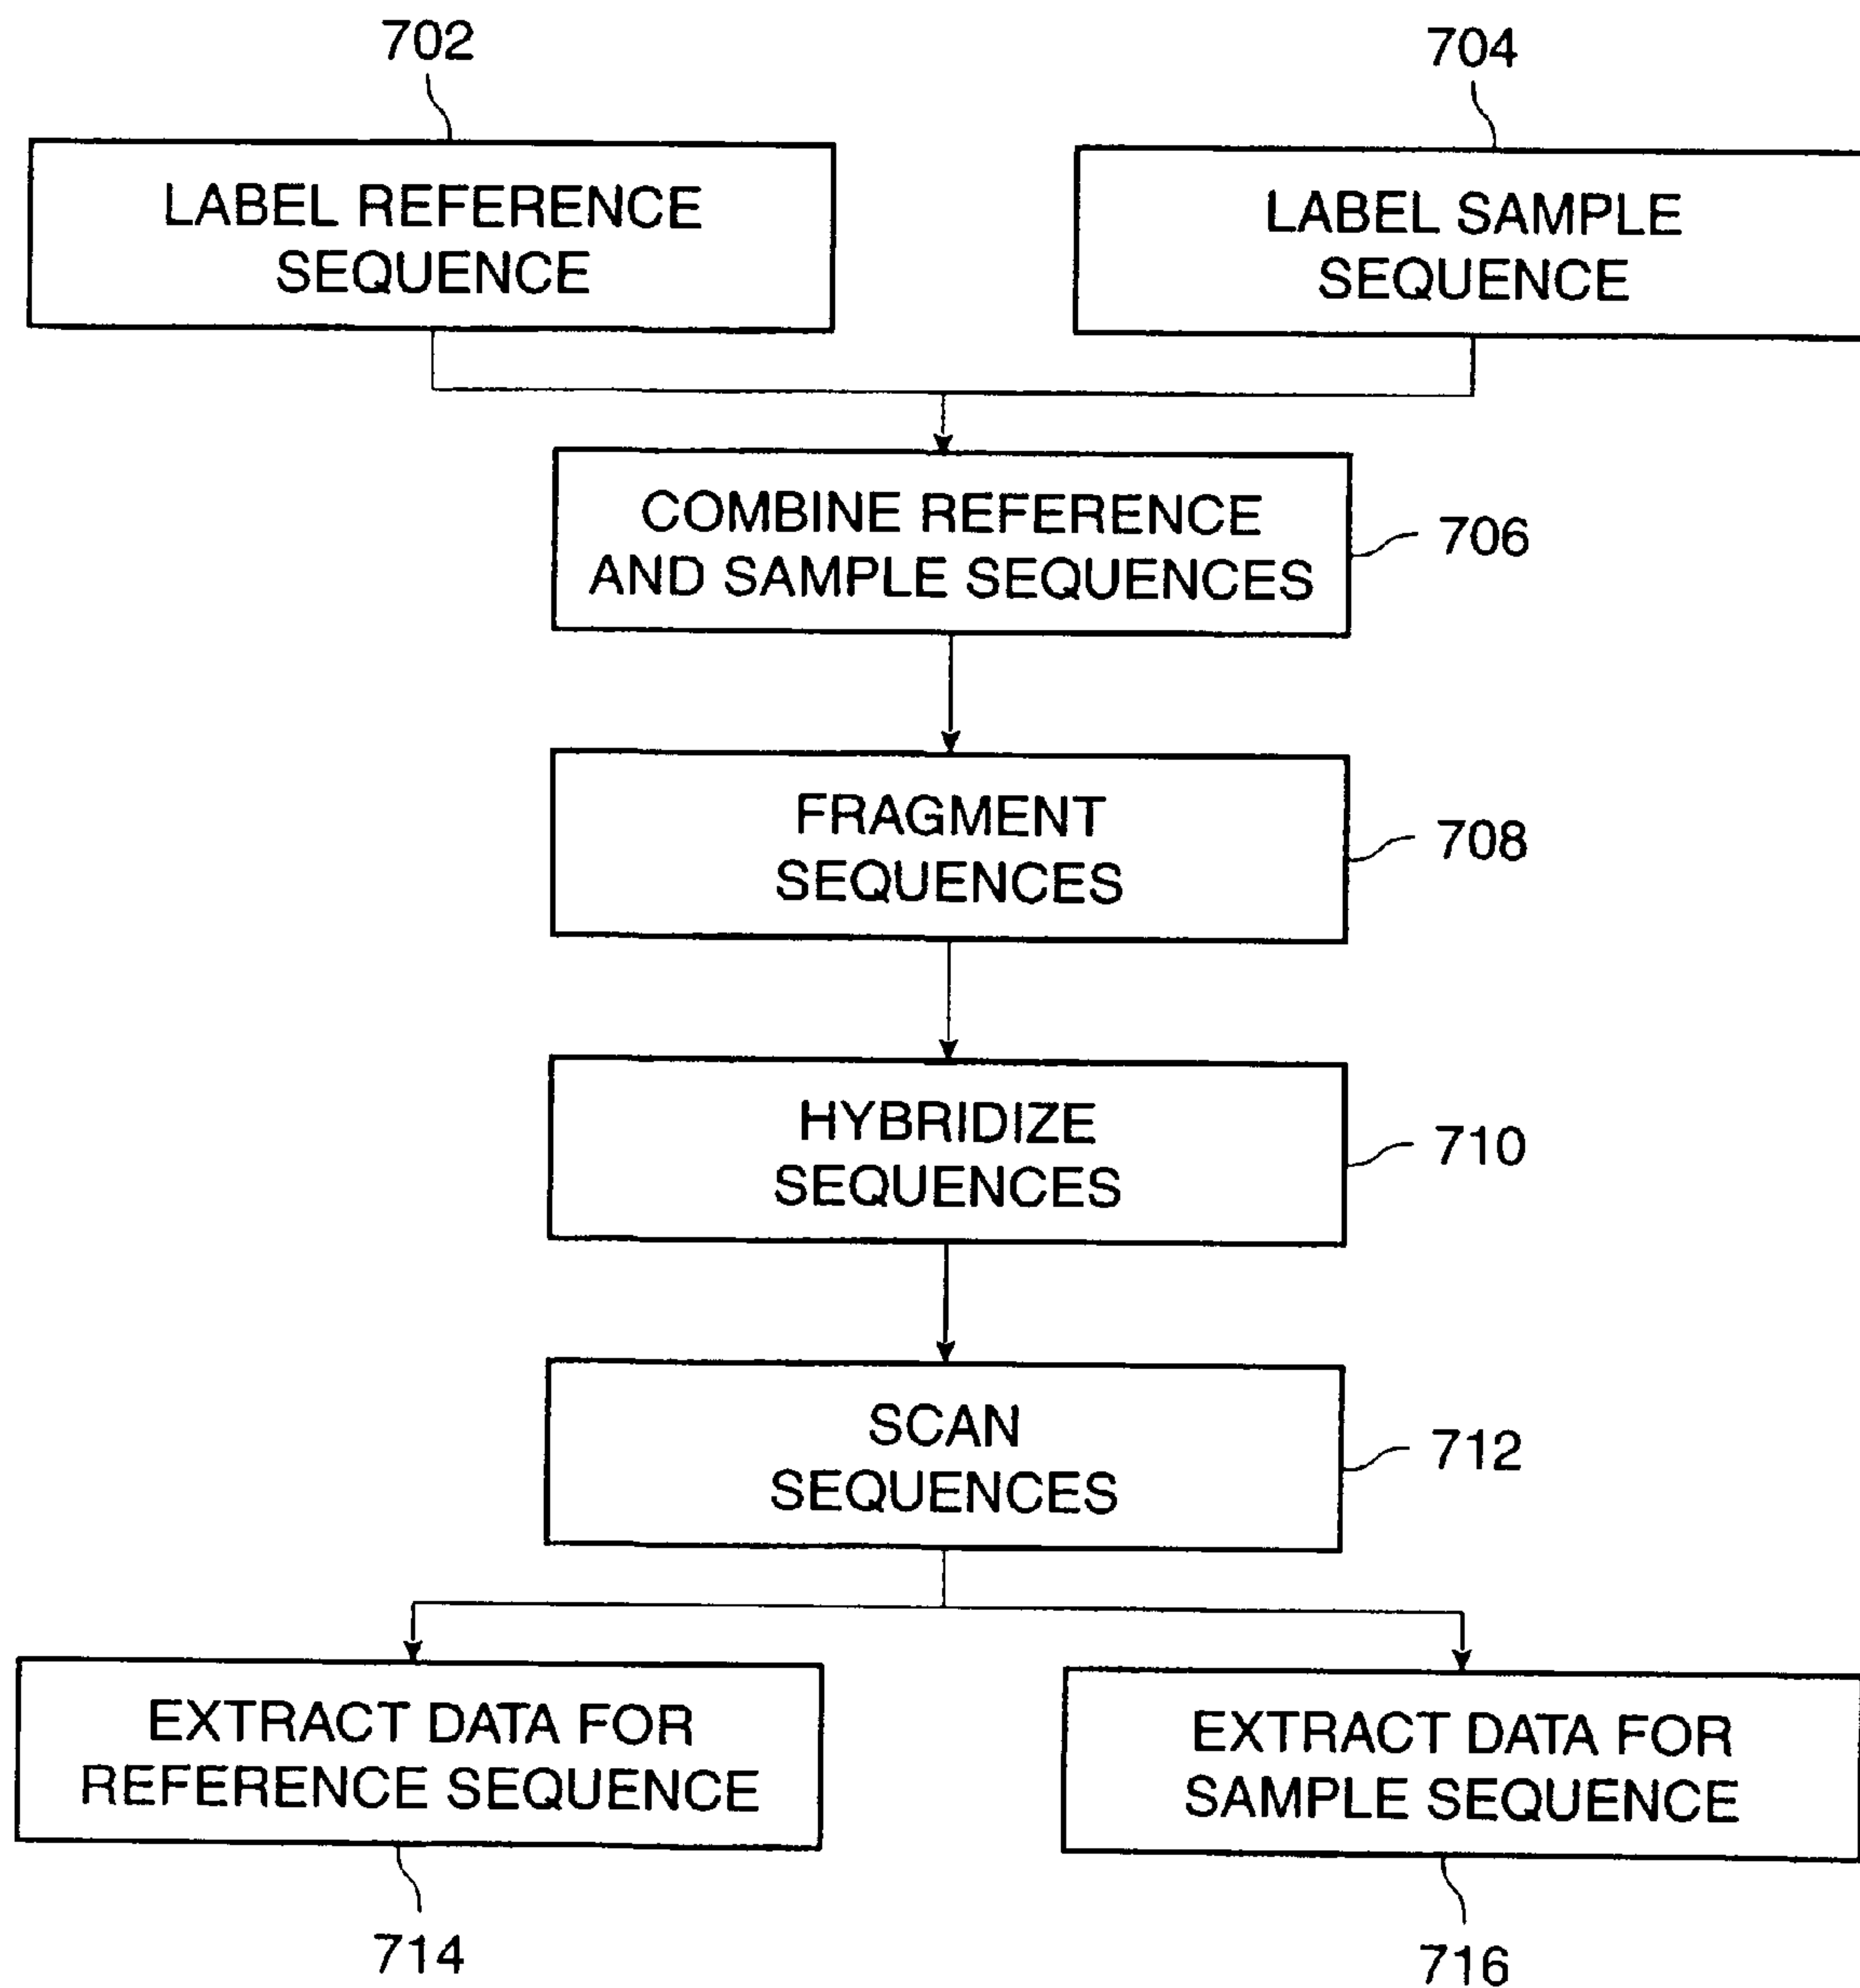 702
704
LABEL REFERENCE
SEQUENCE
LABEL SAMPLE
SEQUENCE
COMBINE REFERENCE
AND SAMPLE SEQUENCES
706
FRAGMENT
SEQUENCES
708
HYBRIDIZE
SEQUENCES
710
SCAN
SEQUENCES
712
EXTRACT DATA FOR
REFERENCE SEQUENCE
EXTRACT DATA FOR
SAMPLE SEQUENCE
714
716